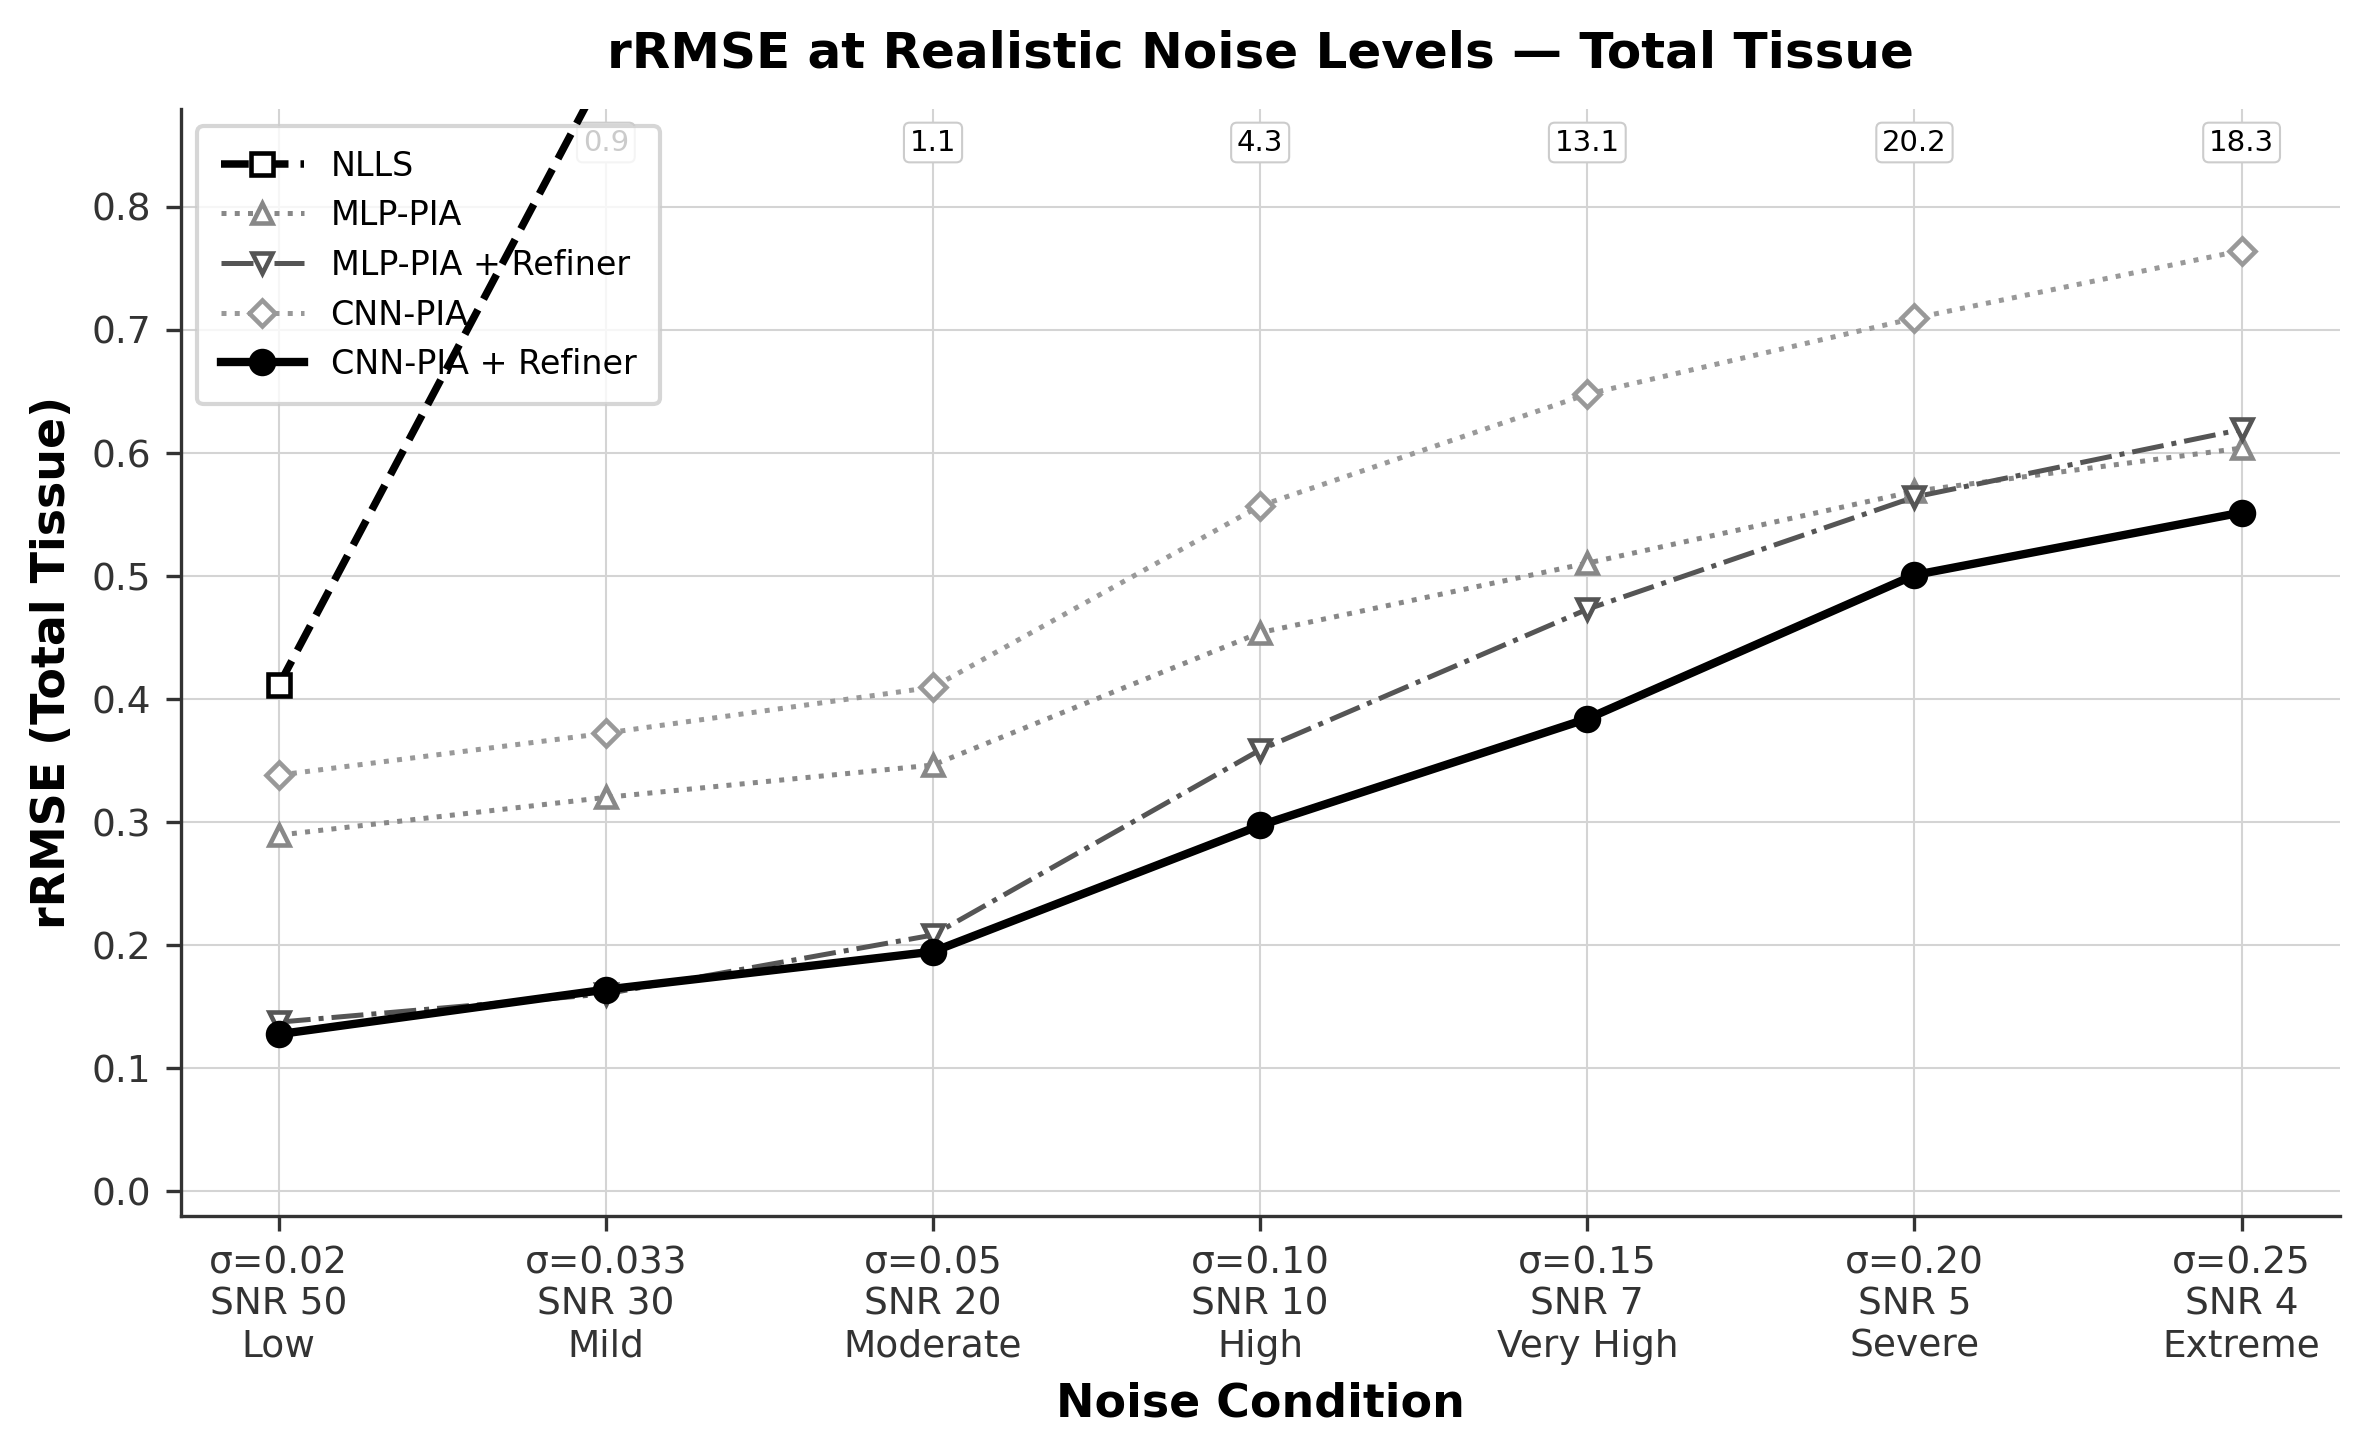 rRMSE at Realistic Noise Levels — Total Tissue
0.9
1.1
4.3
13.1
20.2
18.3
NLLS
MLP-PIA
MLP-PIA + Refiner
CNN-PIA
CNN-PIA + Refiner
rRMSE (Total Tissue)
0.8
0.7
0.6
0.5
0.4
0.3
0.2
0.1
0.0
σ=0.02
SNR 50
Low
σ=0.033
SNR 30
Mild
σ=0.05
SNR 20
Moderate
σ=0.10
SNR 10
High
σ=0.15
SNR 7
Very High
σ=0.20
SNR 5
Severe
σ=0.25
SNR 4
Extreme
Noise Condition